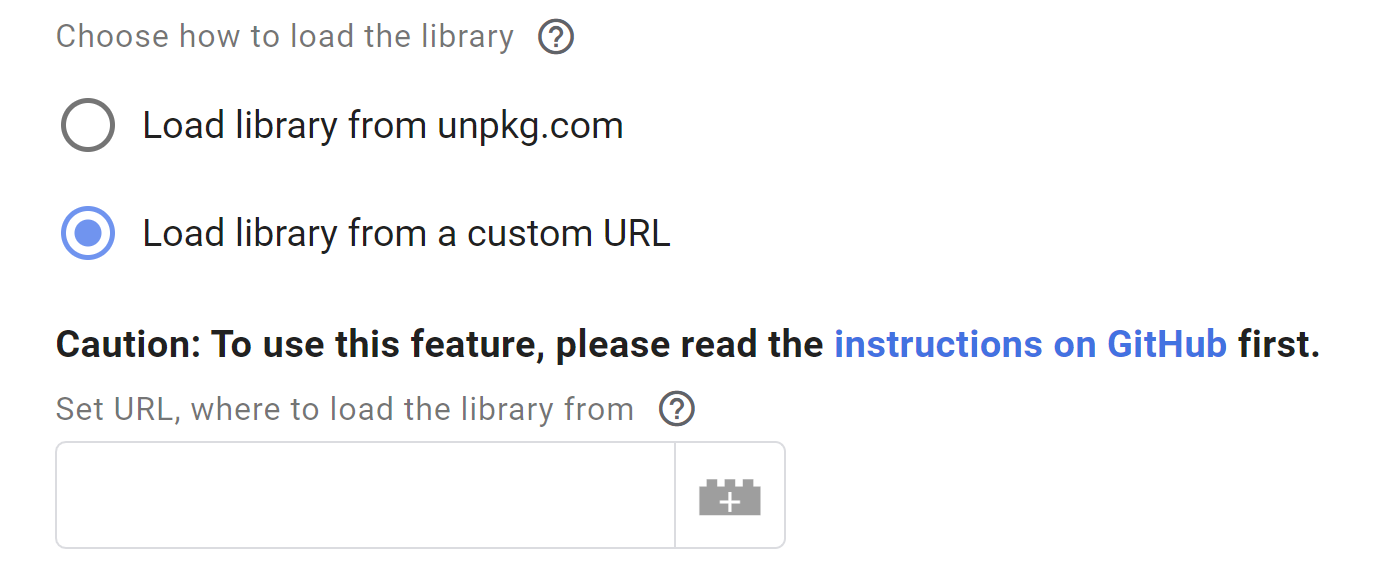 Choose how to load the library
Load library from unpkg.com
Load library from a custom URL
Caution: To use this feature, please read the instructions on GitHub first.
Set URL, where to load the library from